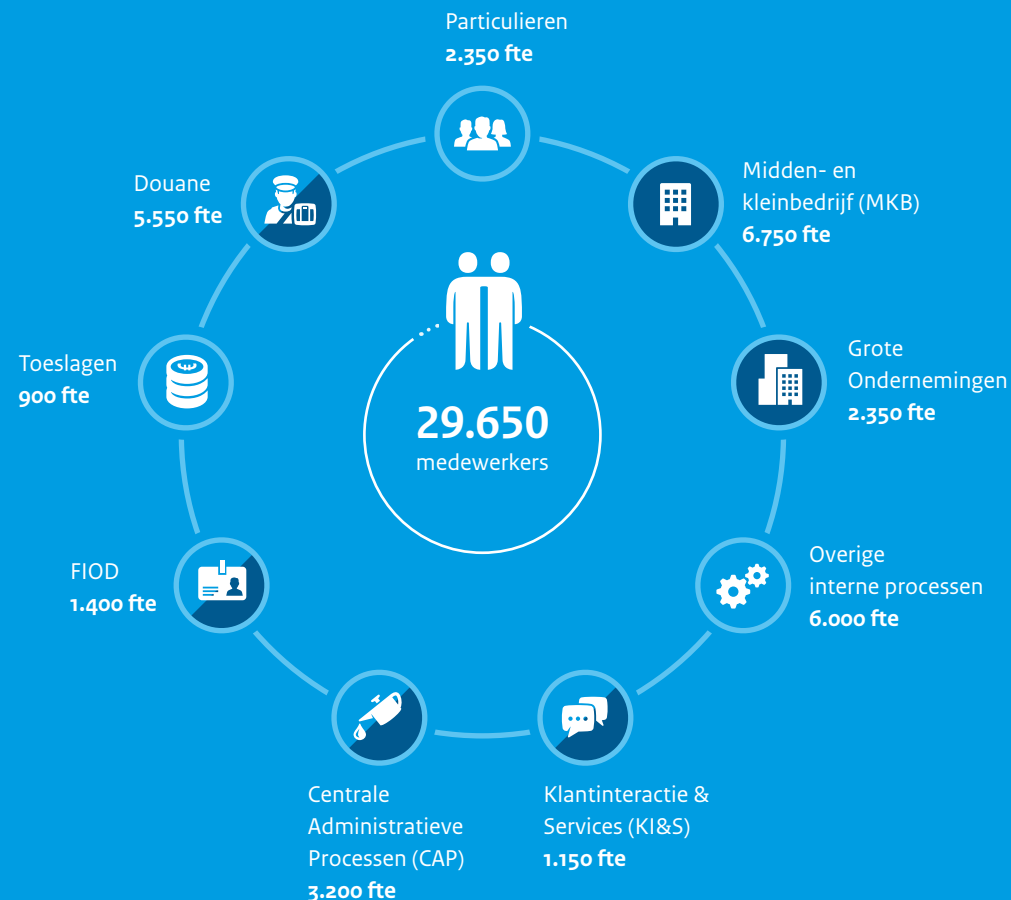 Particulieren
2.350 fte
Midden- en
kleinbedrijf (MKB)
6.750 fte
Grote
Ondernemingen
2.350 fte
Overige
interne processen
6.000 fte
Klantinteractie &
Services (KI&S)
1.150 fte
Centrale
Administratieve
Processen (CAP)
3.200 fte
FIOD
1.400 fte
Toeslagen
900 fte
Douane
5.550 fte
29.650
medewerkers